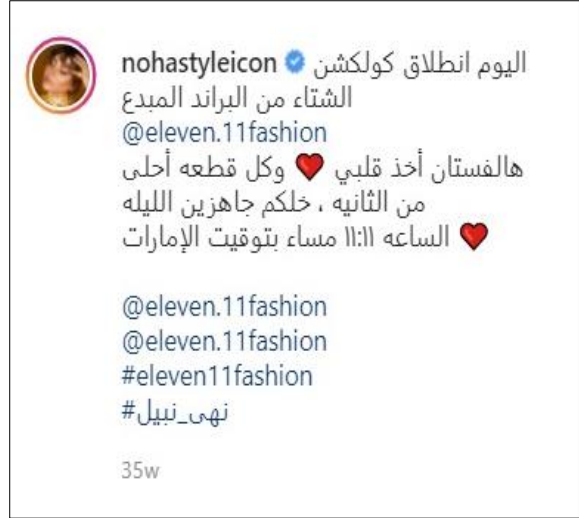 nohastyleicon اليوم انطلاق كولكشن
الشتاء من البراند المبدع
@eleven.11fashion
هالفستان أخذ قلبي ❤️ وكل قطعه أحلى
من الثانيه ، خلكم جاهزين الليله
الساعه ١١:١١ مساء بتوقيت الإمارات ❤️
@eleven.11fashion
@eleven.11fashion
#eleven11fashion
#نهى_نبيل
35w